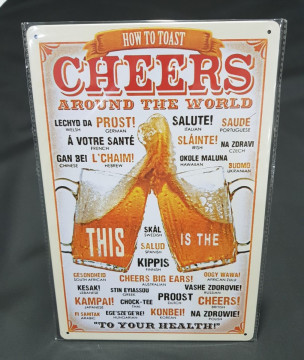 HOW TO TOAST
CHEERS
AROUND THE WORLD
LECHYD DA
WELSH
PROST!
GERMAN
SALUTE!
ITALIAN
SAUDE
PORTUGUESE
À VOTRE SANTÉ
FRENCH
SLÁINTE!
IRISH
NA ZDRAVI
CZECH
GAN BEI
CHINESE
L'CHAIM!
HEBREW
OKOLE MALUNA
HAWAIIAN
BUDMO
UKRAINIAN
THIS
IS THE
SKÅL
SWEDISH
SALUD
SPANISH
KIPPIS
FINNISH
GESONDHEID
SOUTH AFRICAN
CHEERS BIG EARS!
AUSTRALIAN
OOGY WAWA!
AFRICAN ZULU
KESAK!
JAPANESE
STIN EYIASSOU
GREEK
VASHE ZDOROVIE!
RUSSIAN
KAMPAI!
JAPANESE
CHOCK-TEE
THAI
PROOST
DUTCH
CHEERS!
BRITISH
FI SAHTAK
ARABIC
EGE'SZE'GE'RE!
HUNGARIAN
KONBEI!
KOREAN
NA ZDROWIE!
POLISH
"TO YOUR HEALTH!"